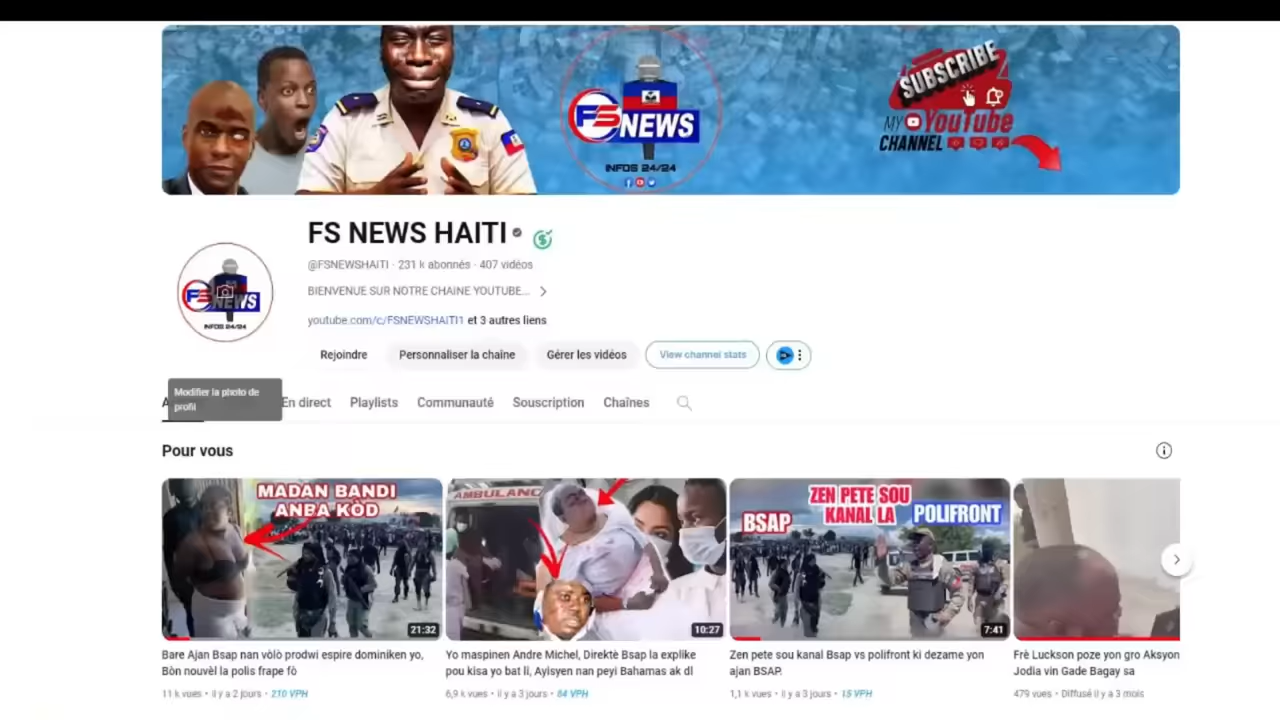 SUBSCRIBE
MY YouTube
CHANNEL
FS NEWS
INFOS 24/24
FS NEWS HAITI
@FSNEWSHAITI · 231 k abonnés · 407 vidéos
BIENVENUE SUR NOTRE CHAINE YOUTUBE...
youtube.com/c/FSNEWSHAITI1 et 3 autres liens
FS NEWS
INFOS 24/24
Rejoindre
Personnaliser la chaîne
Gérer les vidéos
View channel stats
Modifier la photo de
profil
En direct
Playlists
Communauté
Souscription
Chaînes
Pour vous
MADAN BANDI
ANBA KÒD
21:32
AMBULANC
10:27
ZEN PETE SOU
KANAL LA
BSAP
POLIFRONT
7:41
Bare Ajan Bsap nan vòlò prodwi espire dominiken yo,
Bòn nouvèl la polis frape fò
11 k vues · il y a 2 jours · 210 VPH
Yo maspinen Andre Michel, Direktè Bsap la eksplike
pou kisa yo bat li, Ayisyen nan peyi Bahamas ak dl
6,9 k vues · il y a 3 jours · 84 VPH
Zen pete sou kanal Bsap vs polifront ki dezame yon
ajan BSAP.
1,1 k vues · il y a 3 jours · 15 VPH
Frè Luckson poze yon gro Aksyon
Jodia vin Gade Bagay sa
479 vues · Diffusé il y a 3 mois